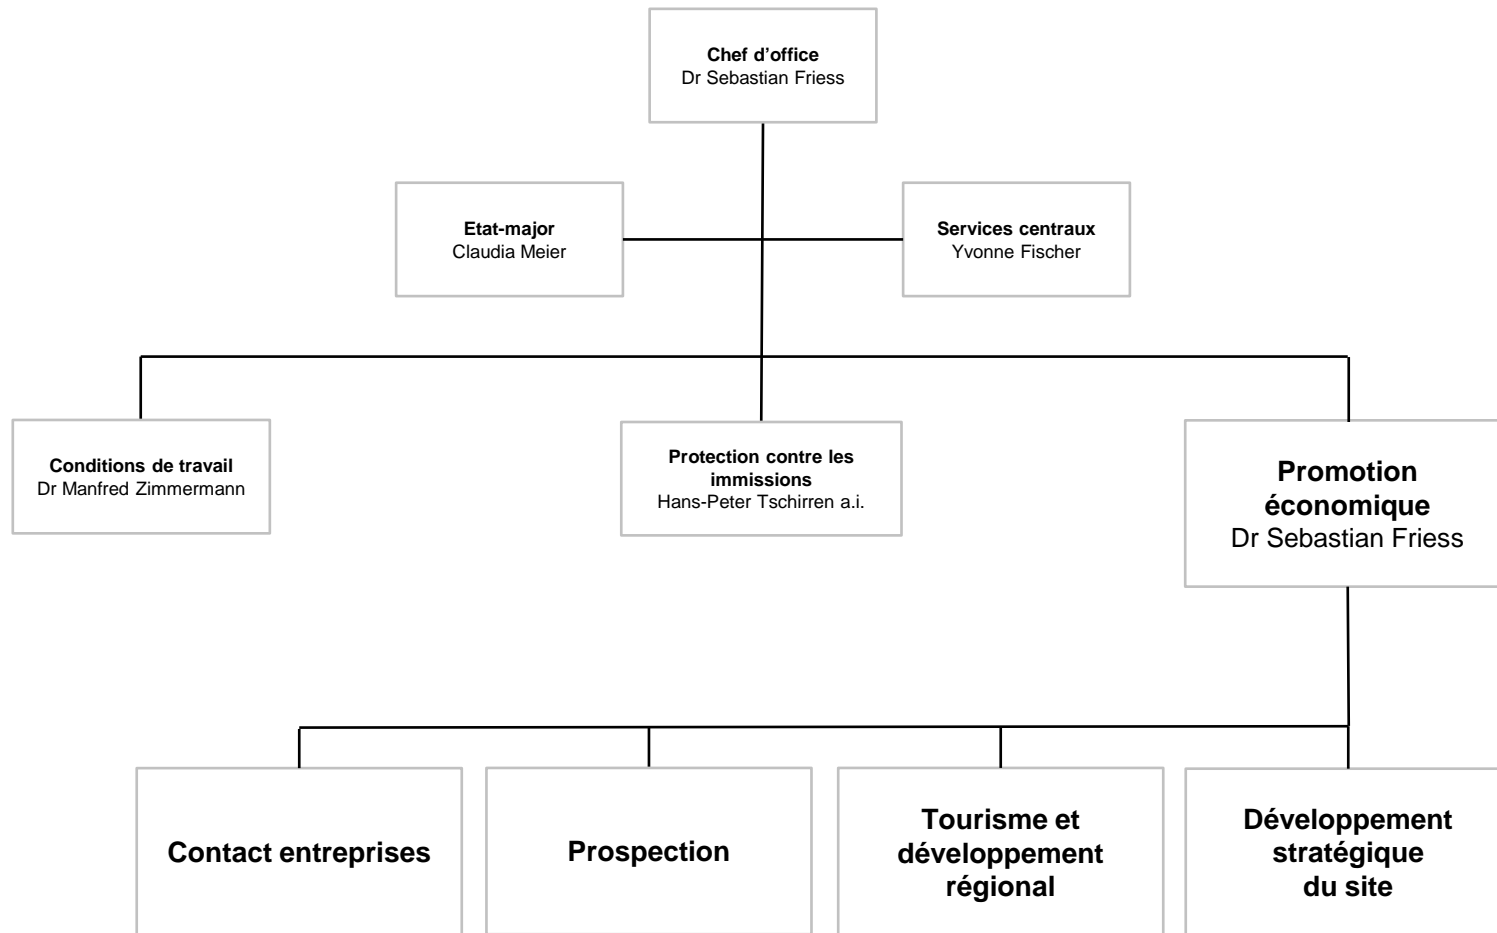 Chef d’office
Dr Sebastian Friess
Etat-major
Claudia Meier
Services centraux
Yvonne Fischer
Conditions de travail
Dr Manfred Zimmermann
Protection contre les
immissions
Hans-Peter Tschirren a.i.
Promotion
économique
Dr Sebastian Friess
Contact entreprises
Prospection
Tourisme et
développement
régional
Développement
stratégique
du site